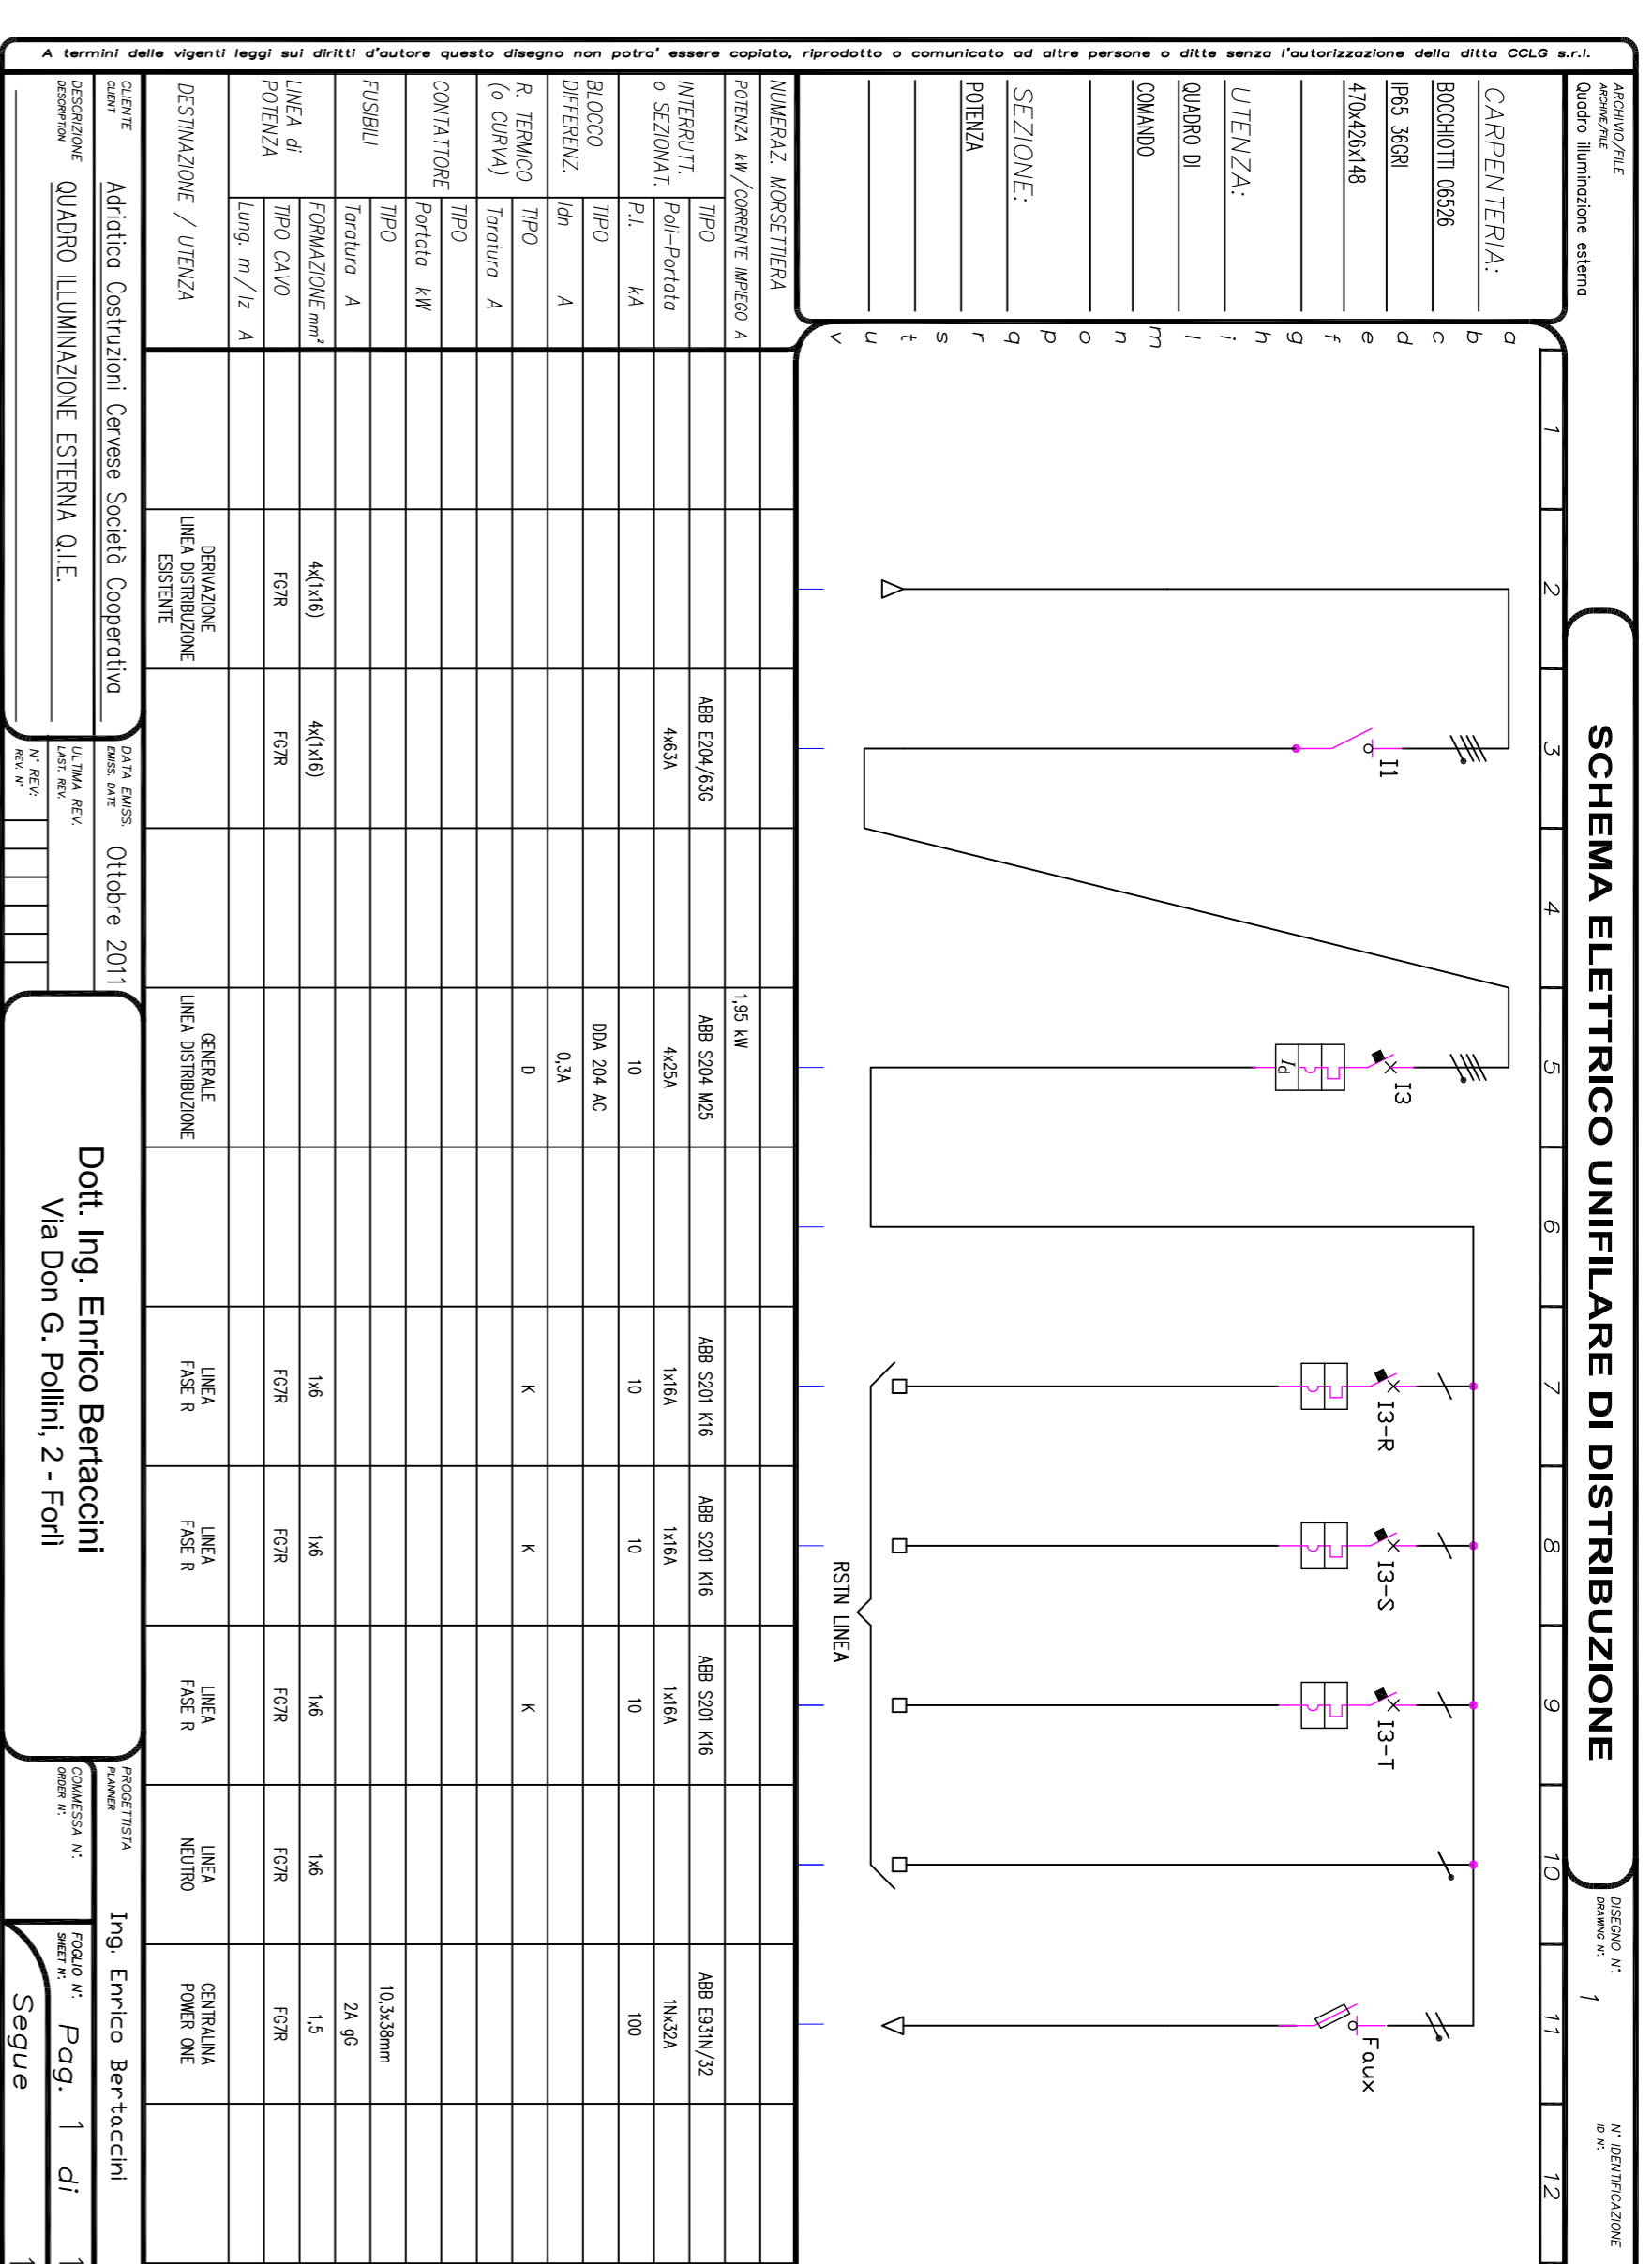 A termini delle vigenti leggi sui diritti d'autore questo disegno non potra' essere copiato, riprodotto o comunicato ad altre persone o ditte senza l'autorizzazione della ditta CCLG s.r.l.
ARCHIVIO/FILE
ARCHIVE/FILE
Quadro illuminazione esterna
SCHEMA ELETTRICO UNIFILARE DI DISTRIBUZIONE
DISEGNO N°:
DRAWING N°:
1
N° IDENTIFICAZIONE
ID N°:
CARPENTERIA:
BOCCHIOTTI 06526
IP65 36GRI
470x426x148
UTENZA:
QUADRO DI
COMANDO
SEZIONE:
POTENZA
1 2 3 4 5 6 7 8 9 10 11 12
a
b
c
d
e
f
g
h
i
l
m
n
o
p
q
r
s
t
u
v
I1
I3
Id
I3-R
I3-S
I3-T
Faux
RSTN LINEA
NUMERAZ. MORSETTIERA
POTENZA kW/CORRENTE IMPIEGO A 1,95 kW
INTERRUTT.
o SEZIONAT.
TIPO ABB E204/63G ABB S204 M25 ABB S201 K16 ABB S201 K16 ABB S201 K16 ABB E931N/32
Poli-Portata 4x63A 4x25A 1x16A 1x16A 1x16A 1Nx32A
P.I. kA 10 10 10 10 100
BLOCCO
DIFFERENZ.
TIPO DDA 204 AC
Idn A 0,3A
R. TERMICO
(o CURVA)
TIPO D K K K
Taratura A
CONTATTORE
TIPO
Portata kW
FUSIBILI
TIPO 10,3x38mm
Taratura A 2A gG
LINEA di
POTENZA
FORMAZIONE mm² 4x(1x16) 4x(1x16) 1x6 1x6 1x6 1x6 1,5
TIPO CAVO FG7R FG7R FG7R FG7R FG7R FG7R FG7R
Lung. m/Iz A
DESTINAZIONE / UTENZA
DERIVAZIONE
LINEA DISTRIBUZIONE
ESISTENTE
GENERALE
LINEA DISTRIBUZIONE
LINEA
FASE R
LINEA
FASE R
LINEA
FASE R
LINEA
NEUTRO
CENTRALINA
POWER ONE
CLIENTE
CLIENT
Adriatica Costruzioni Cervese Società Cooperativa
DESCRIZIONE
DESCRIPTION
QUADRO ILLUMINAZIONE ESTERNA Q.I.E.
DATA EMISS.
EMISS. DATE
Ottobre 2011
ULTIMA REV.
LAST. REV.
N° REV:
REV. N°
Dott. Ing. Enrico Bertaccini
Via Don G. Pollini, 2 - Forlì
PROGETTISTA
PLANNER
Ing. Enrico Bertaccini
COMMESSA N°:
ORDER N°:
FOGLIO N°:
SHEET N°:
Pag. 1 di 1
Segue 1